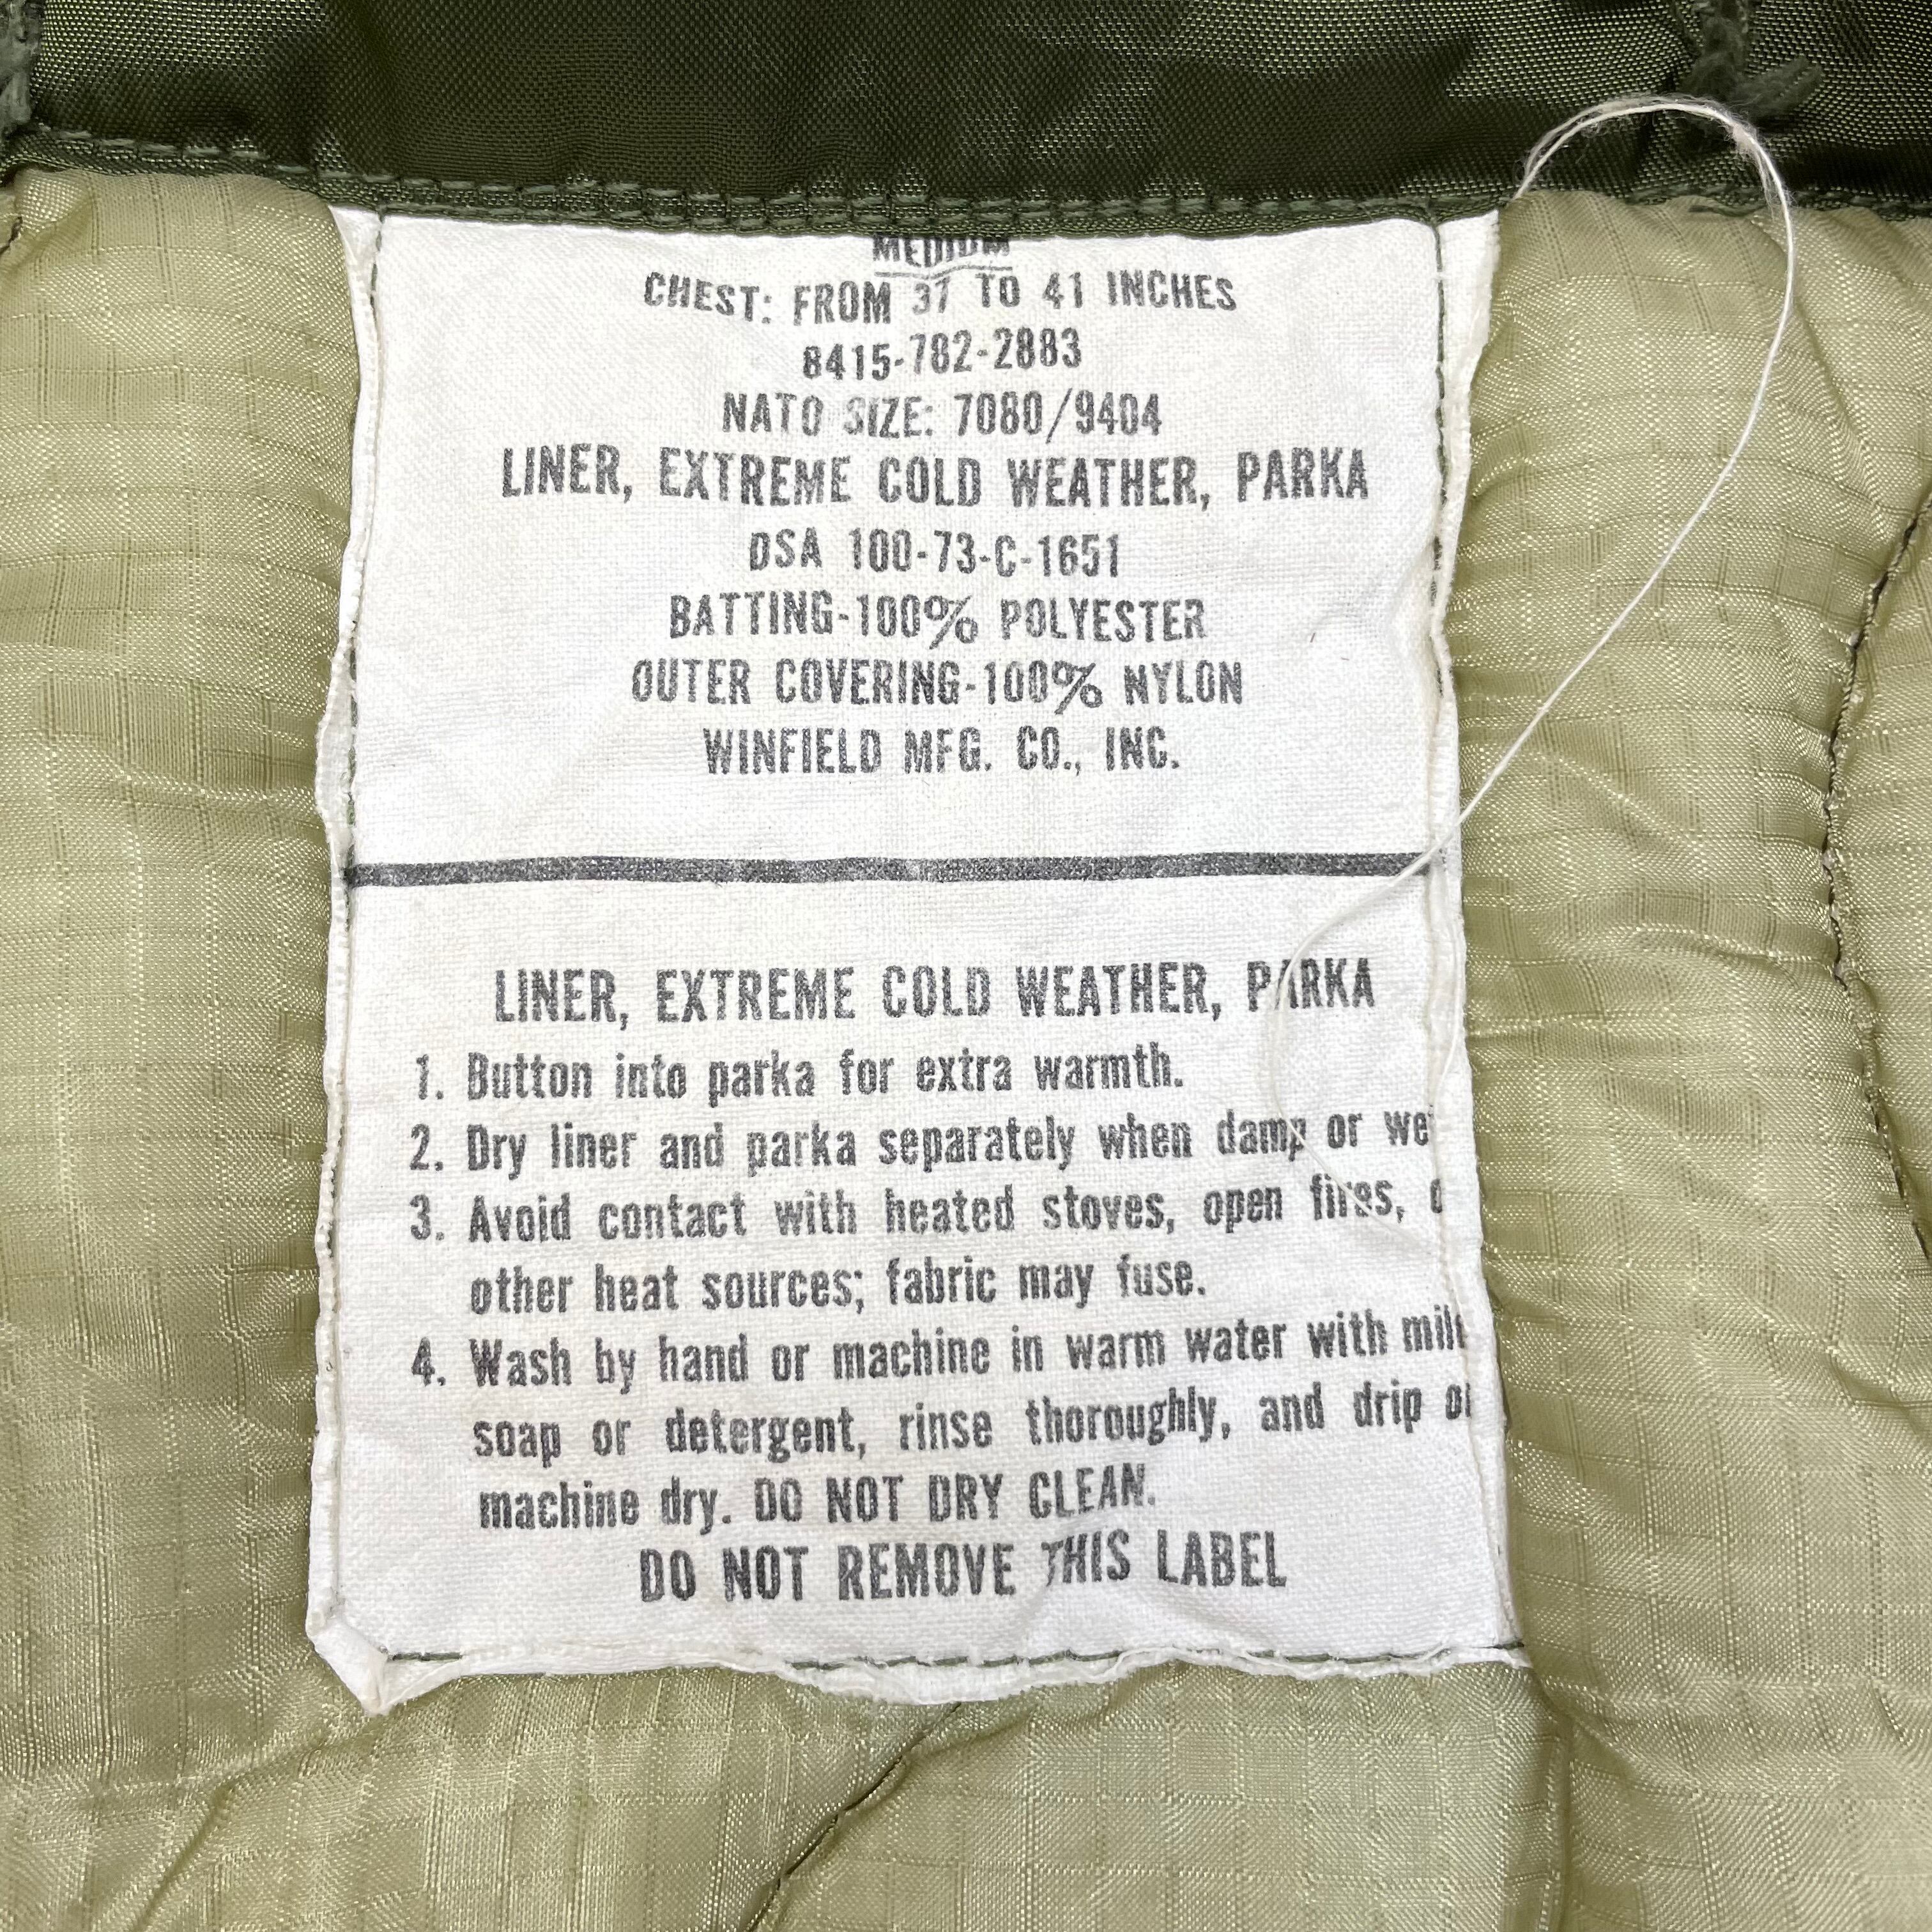 MEDIUM
CHEST: FROM 37 TO 41 INCHES
8415-782-2883
NATO SIZE: 7080/9404
LINER, EXTREME COLD WEATHER, PARKA
DSA 100-73-C-1651
BATTING-100% POLYESTER
OUTER COVERING-100% NYLON
WINFIELD MFG. CO., INC.
LINER, EXTREME COLD WEATHER, PARKA
1. Button into parka for extra warmth.
2. Dry liner and parka separately when damp or we
3. Avoid contact with heated stoves, open fires, o
other heat sources; fabric may fuse.
4. Wash by hand or machine in warm water with mil
soap or detergent, rinse thoroughly, and drip o
machine dry. DO NOT DRY CLEAN.
DO NOT REMOVE THIS LABEL